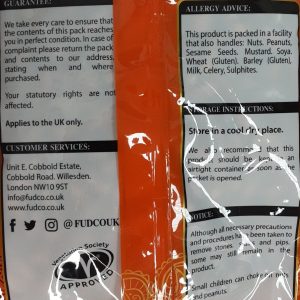 GUARANTEE:
We take every care to ensure that
the contents of this pack reaches
you in perfect condition. In case of
complaint please return the pack
and contents to our address,
stating when and where
purchased.
Your statutory rights are not
affected.
Applies to the UK only.
CUSTOMER SERVICES:
Unit E. Cobbold Estate,
Cobbold Road. Willesden.
London NW10 9ST
info@fudco.co.uk
www.fudco.co.uk
@FUDCOUK
Vegetarian Society
APPROVED
ALLERGY ADVICE:
This product is packed in a facility
that also handles: Nuts. Peanuts,
Sesame Seeds. Mustard, Soya.
Wheat (Gluten). Barley (Gluten),
Milk, Celery, Sulphites.
STORAGE INSTRUCTIONS:
Store in a cool dry place.
We also recommend that this
product should be kept in an
airtight container as soon as the
packet is opened.
NOTICE:
Although all necessary precautions
and procedures have been taken to
remove stones, and pips,
some may still remain in the
product.
Small children can choke on nuts
and peanuts.